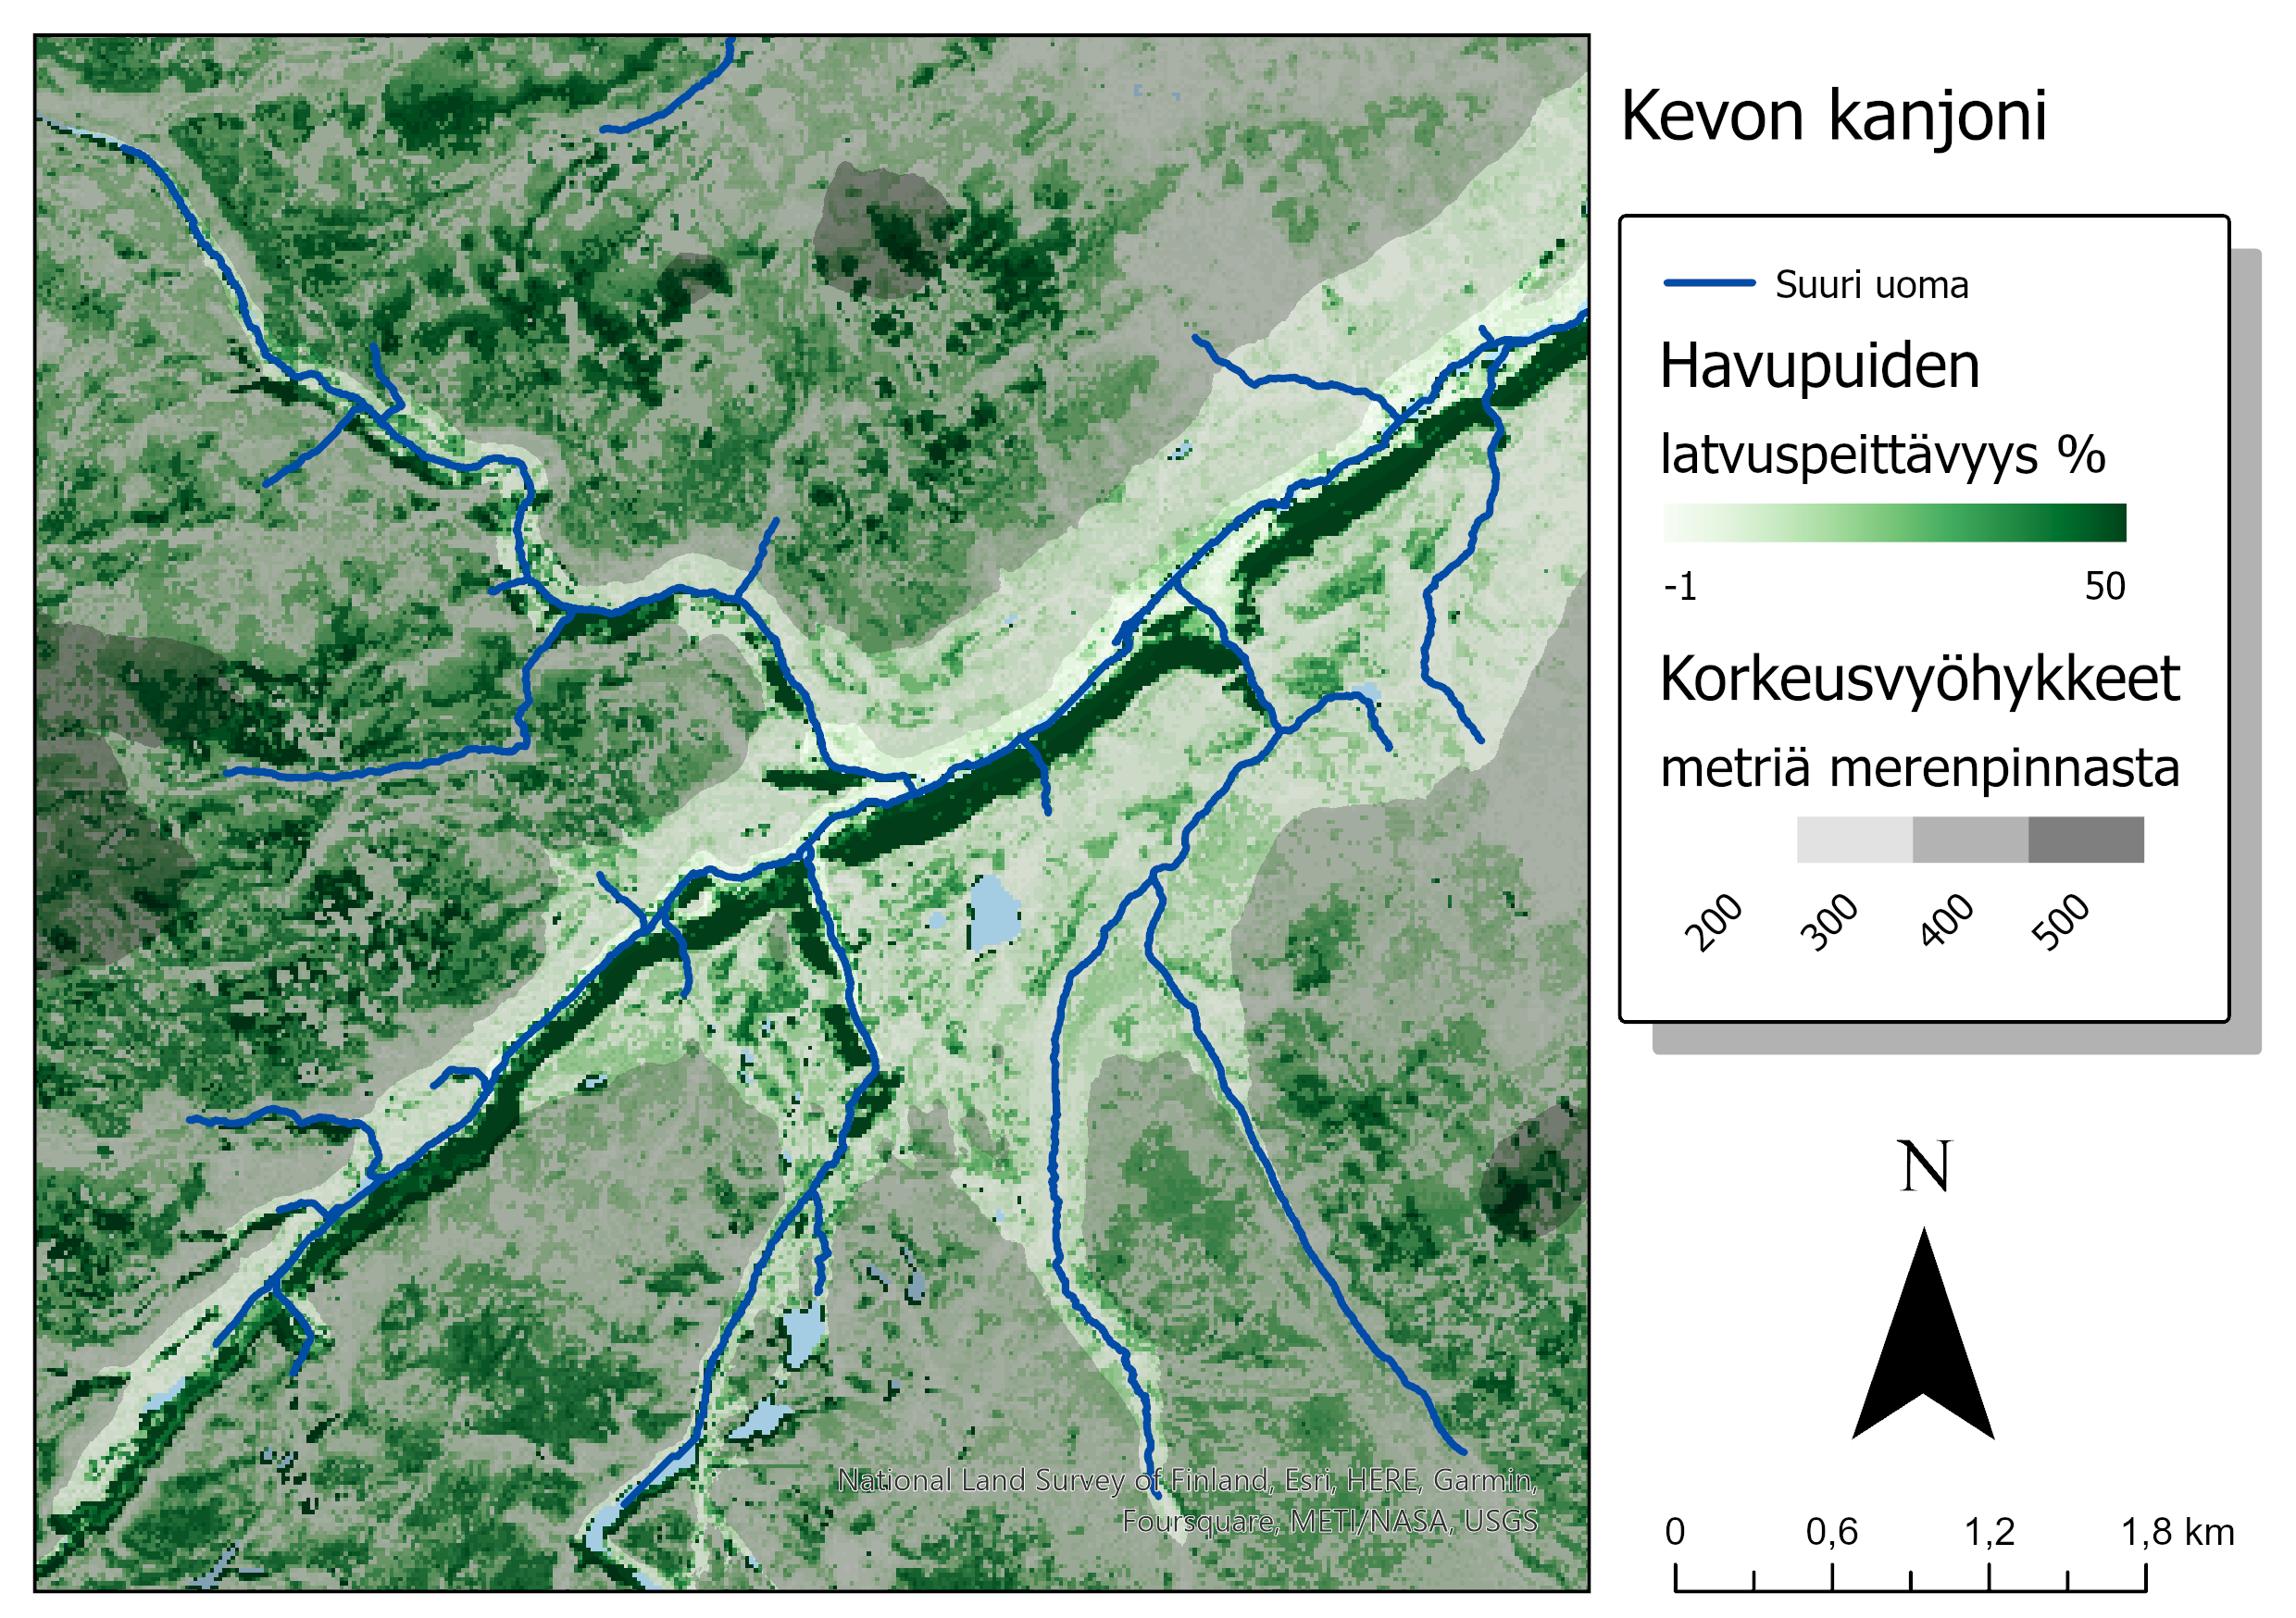 Kevon kanjoni
Suuri uoma
Havupuiden
latvuspeittävyys %
-1 50
Korkeusvyöhykkeet
metriä merenpinnasta
200 300 400 500
N
National Land Survey of Finland, Esri, HERE, Garmin,
Foursquare, METI/NASA, USGS
0 0,6 1,2 1,8 km